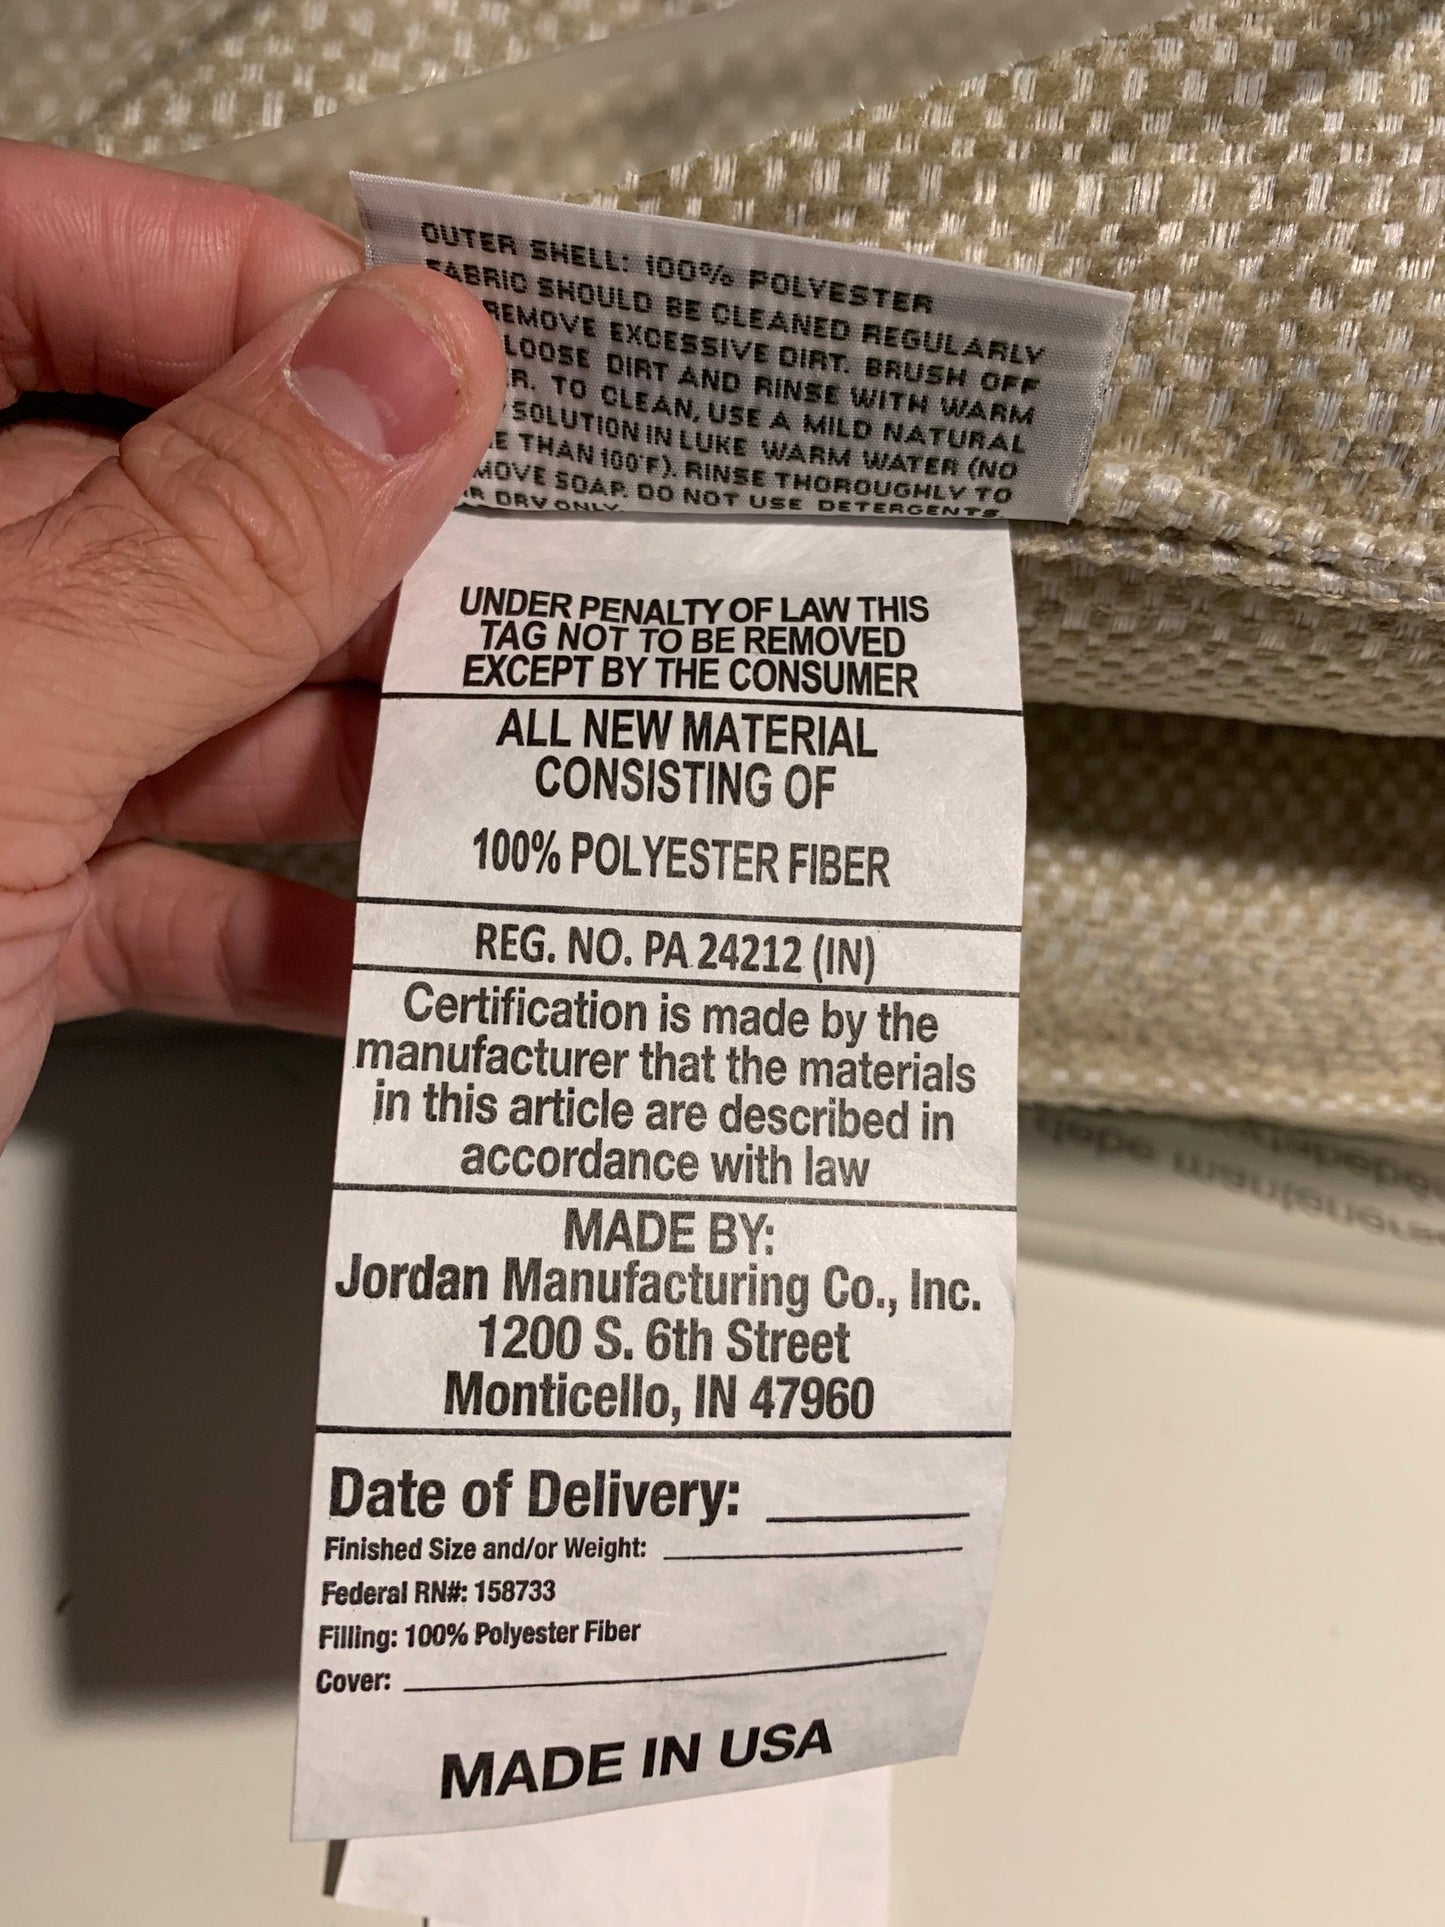 OUTER SHELL: 100% POLYESTER
FABRIC SHOULD BE CLEANED REGULARLY
REMOVE EXCESSIVE DIRT. BRUSH OFF
LOOSE DIRT AND RINSE WITH WARM
TO CLEAN, USE A MILD NATURAL
SOLUTION IN LUKE WARM WATER (NO
THAN 100°F). RINSE THOROUGHLY TO
SOAP. DO NOT USE DETERGENTS.
DRY ONLY
UNDER PENALTY OF LAW THIS
TAG NOT TO BE REMOVED
EXCEPT BY THE CONSUMER
ALL NEW MATERIAL
CONSISTING OF
100% POLYESTER FIBER
REG. NO. PA 24212 (IN)
Certification is made by the
manufacturer that the materials
in this article are described in
accordance with law
MADE BY:
Jordan Manufacturing Co., Inc.
1200 S. 6th Street
Monticello, IN 47960
Date of Delivery:
Finished Size and/or Weight:
Federal RN#: 158733
Filling: 100% Polyester Fiber
Cover:
MADE IN USA
debe